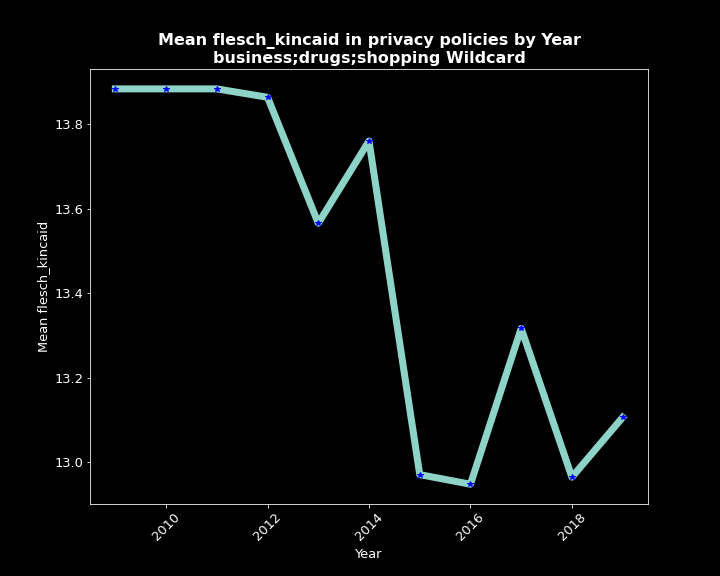 Mean flesch_kincaid in privacy policies by Year
business;drugs;shopping Wildcard
13.8
13.6
13.4
13.2
13.0
Mean flesch_kincaid
2010
2012
2014
2016
2018
Year